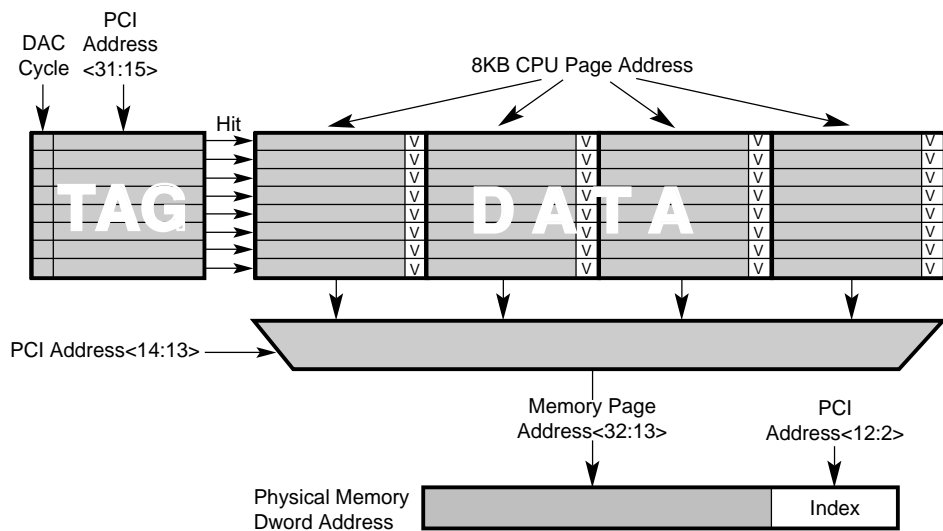 DAC
Cycle
PCI
Address
<31:15>
8KB CPU Page Address
Hit
TAG
DATA
V V V V
V V V V
V V V V
V V V V
V V V V
V V V V
V V V V
V V V V
PCI Address<14:13>
Memory Page
Address<32:13>
PCI
Address<12:2>
Physical Memory
Dword Address
Index